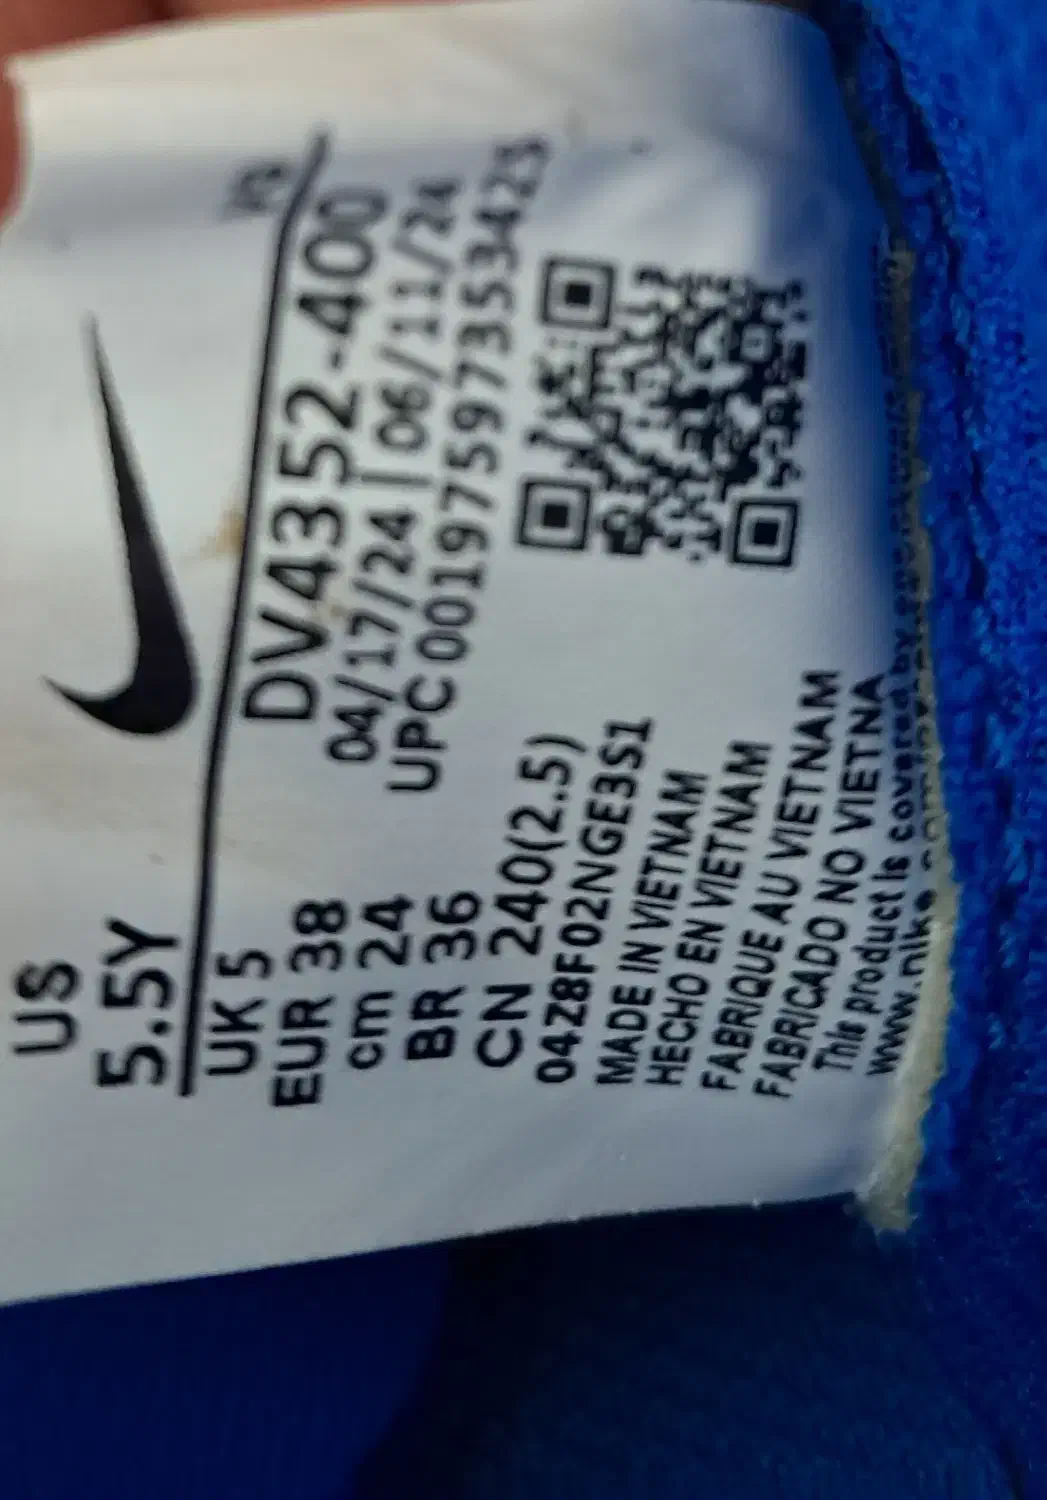 US
5.5Y
UK 5
EUR 38
cm 24
BR 36
CN 240(2.5)
DV4352-400
04/17/24 | 06/11/24
UPC 00197597353423
04Z8F02NGE3S1
MADE IN VIETNAM
HECHO EN VIETNAM
FABRIQUE AU VIETNAM
FABRICADO NO VIETNA
This product is covered by
www.nike